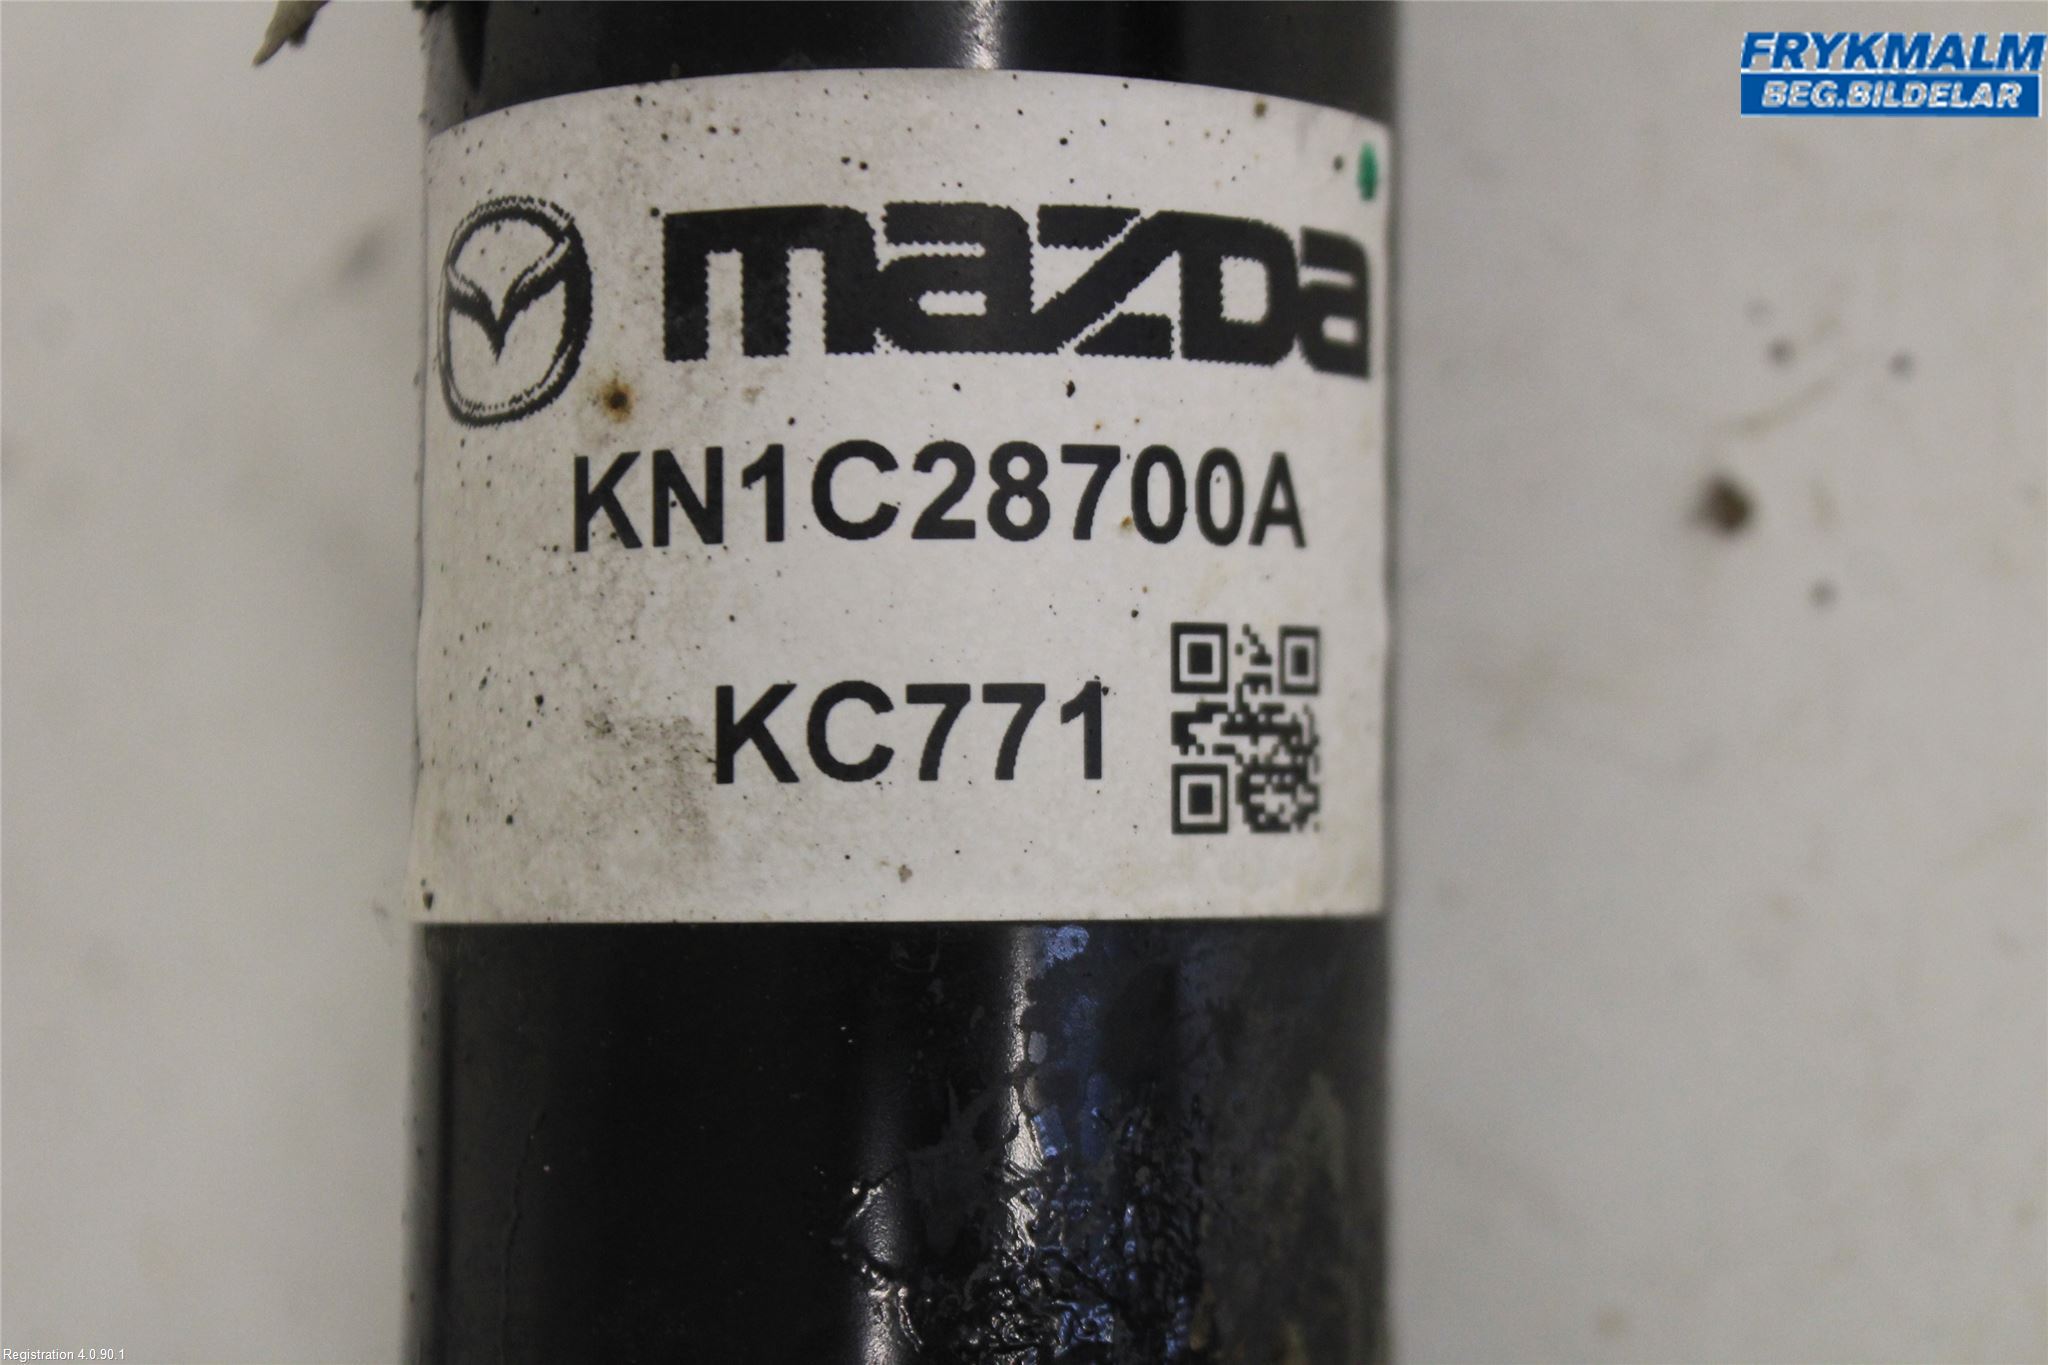 FRYKMALM
BEG.BILDELAR
mazda
KN1C28700A
KC771
Registration 4.0.90.1